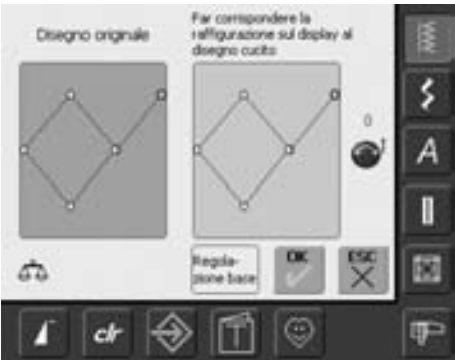 Disegno originale
Far corrispondere la
raffigurazione sul display al
disegno cucito
0
A
Regola-
zione base
OK
ESC
clr